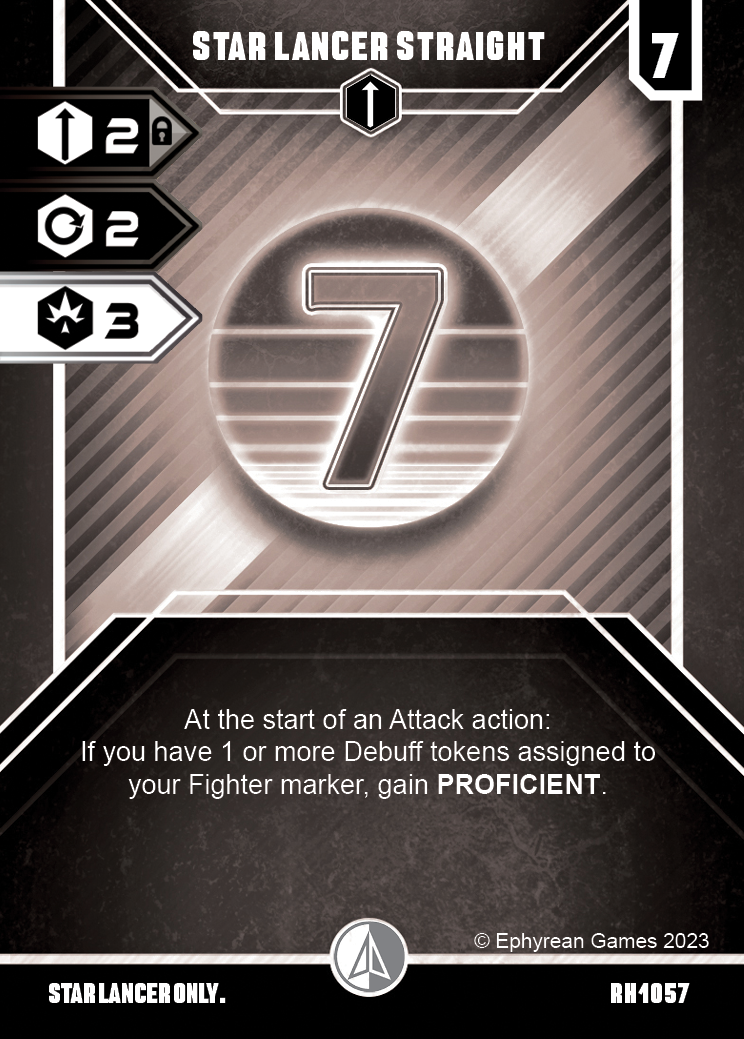 STAR LANCER STRAIGHT
7
2
2
3
7
At the start of an Attack action:
If you have 1 or more Debuff tokens assigned to
your Fighter marker, gain PROFICIENT.
© Ephyrean Games 2023
STAR LANCER ONLY.
RH1057